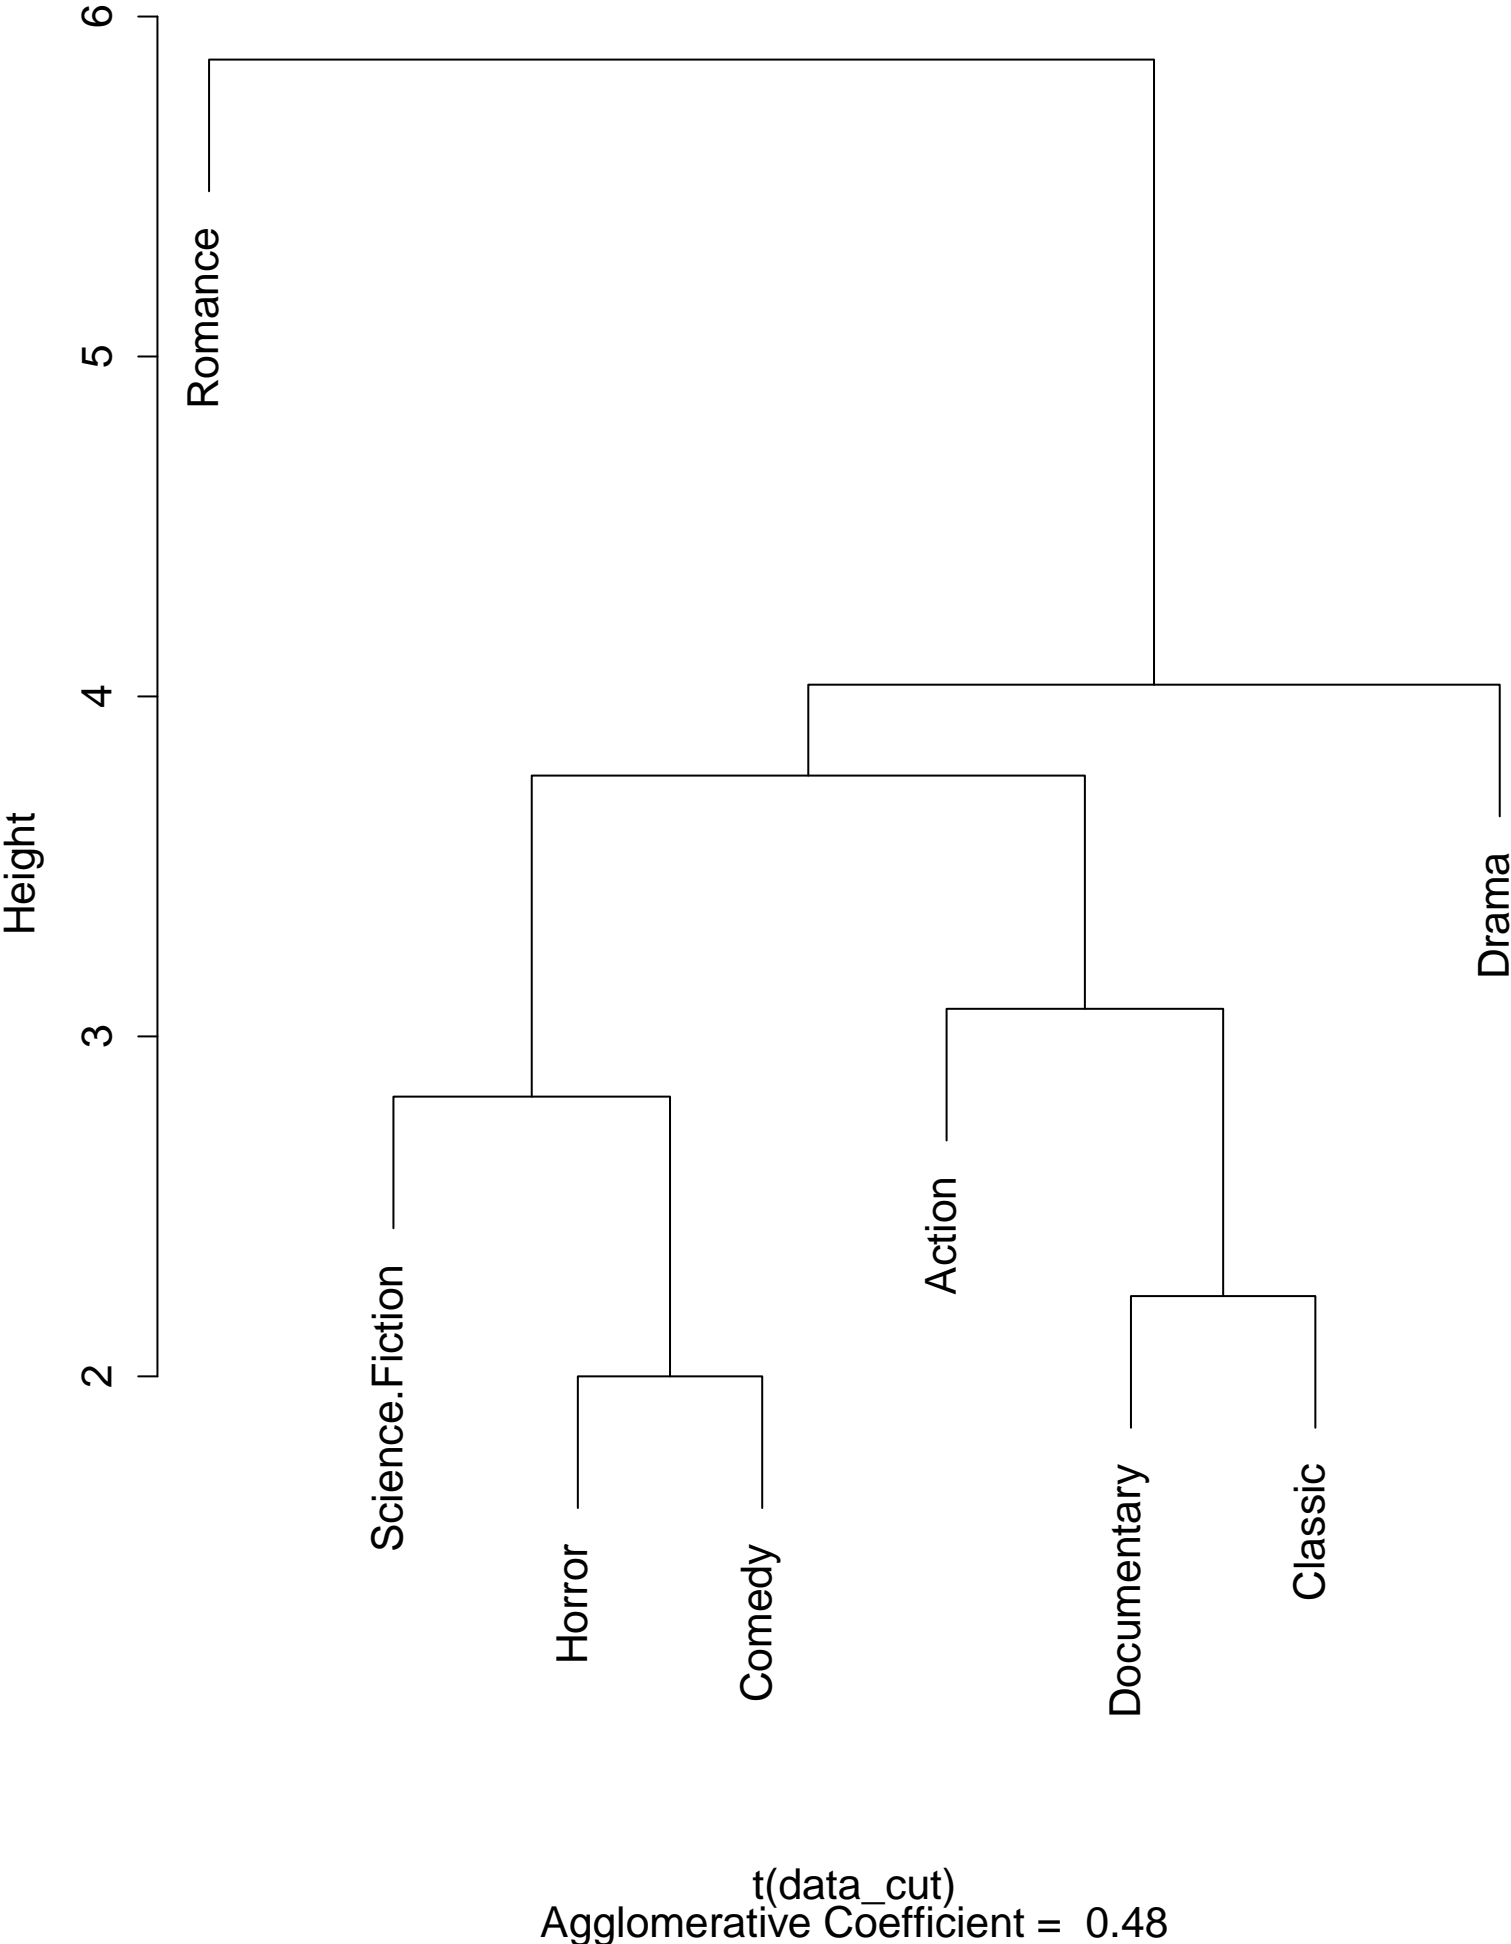 6
5
4
3
2
Height
Romance
Science.Fiction
Horror
Comedy
Action
Documentary
Classic
Drama
t(data_cut)
Agglomerative Coefficient = 0.48